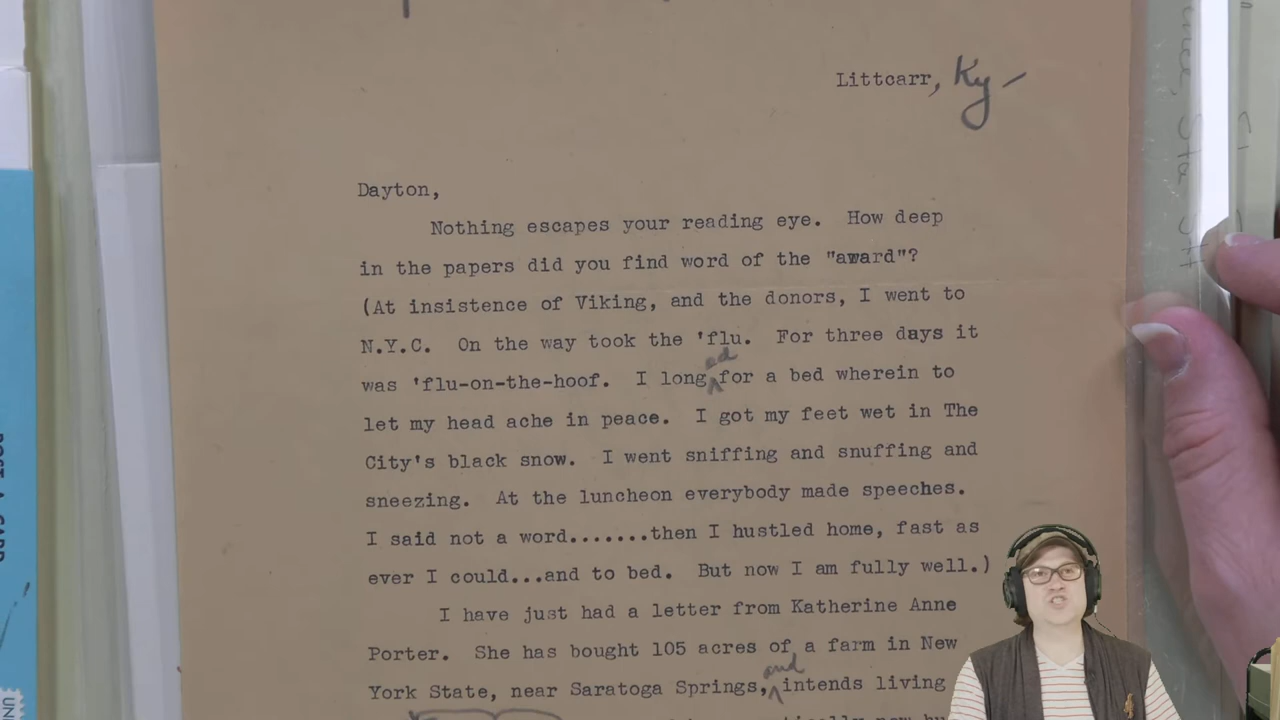 Littcarr, Ky -
Dayton,
Nothing escapes your reading eye. How deep
in the papers did you find word of the "award"?
(At insistence of Viking, and the donors, I went to
N.Y.C. On the way took the 'flu. For three days it
was 'flu-on-the-hoof. I longed for a bed wherein to
let my head ache in peace. I got my feet wet in The
City's black snow. I went sniffing and snuffing and
sneezing. At the luncheon everybody made speeches.
I said not a word.......then I hustled home, fast as
ever I could...and to bed. But now I am fully well.)
I have just had a letter from Katherine Anne
Porter. She has bought 105 acres of a farm in New
York State, near Saratoga Springs, and intends living